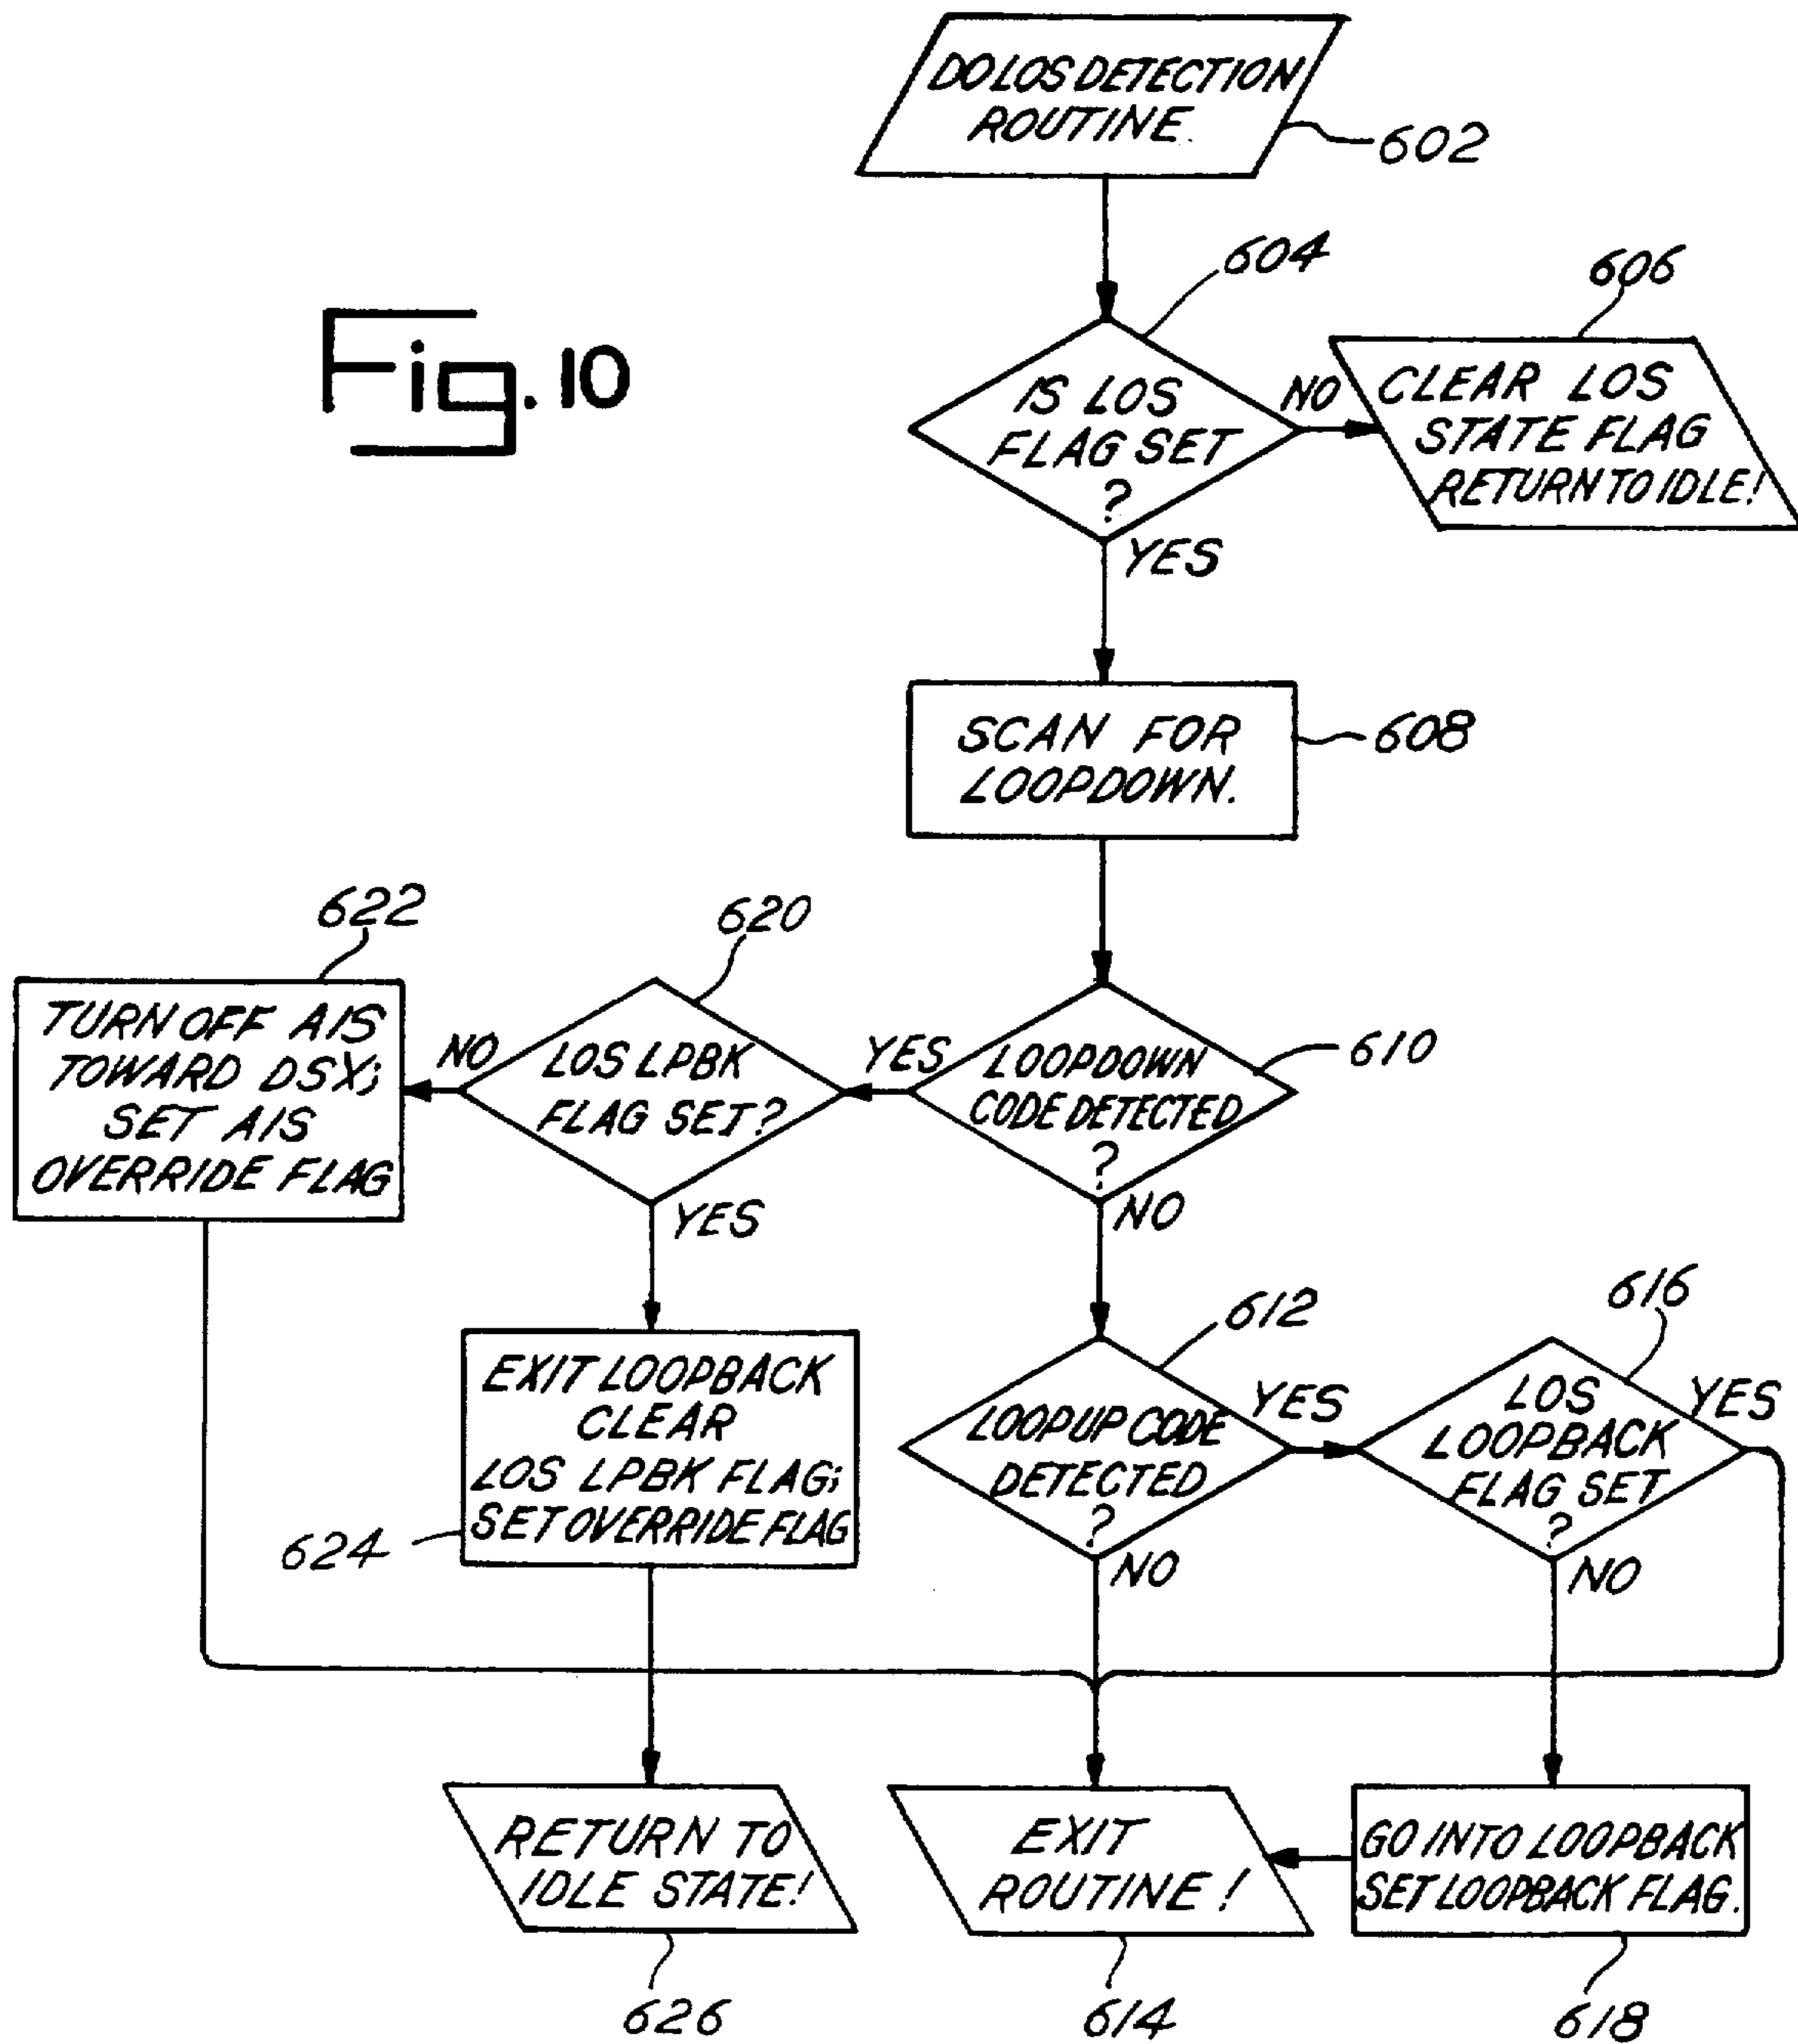 DO LOS DETECTION
ROUTINE.
602
604
606
Fig. 10
IS LOS
FLAG SET
?
NO
CLEAR LOS
STATE FLAG
RETURN TO IDLE!
YES
SCAN FOR
LOOPDOWN.
608
622
620
610
TURN OFF AIS
TOWARD DSX;
SET AIS
OVERRIDE FLAG
NO
LOS LPBK
FLAG SET?
YES
LOOPDOWN
CODE DETECTED
?
YES
NO
612
616
EXIT LOOPBACK
CLEAR
LOS LPBK FLAG;
SET OVERRIDE FLAG
624
LOOPUP CODE
DETECTED
?
YES
LOS
LOOPBACK
FLAG SET
?
YES
NO
NO
RETURN TO
IDLE STATE!
EXIT
ROUTINE!
GO INTO LOOPBACK
SET LOOPBACK FLAG.
626
614
618